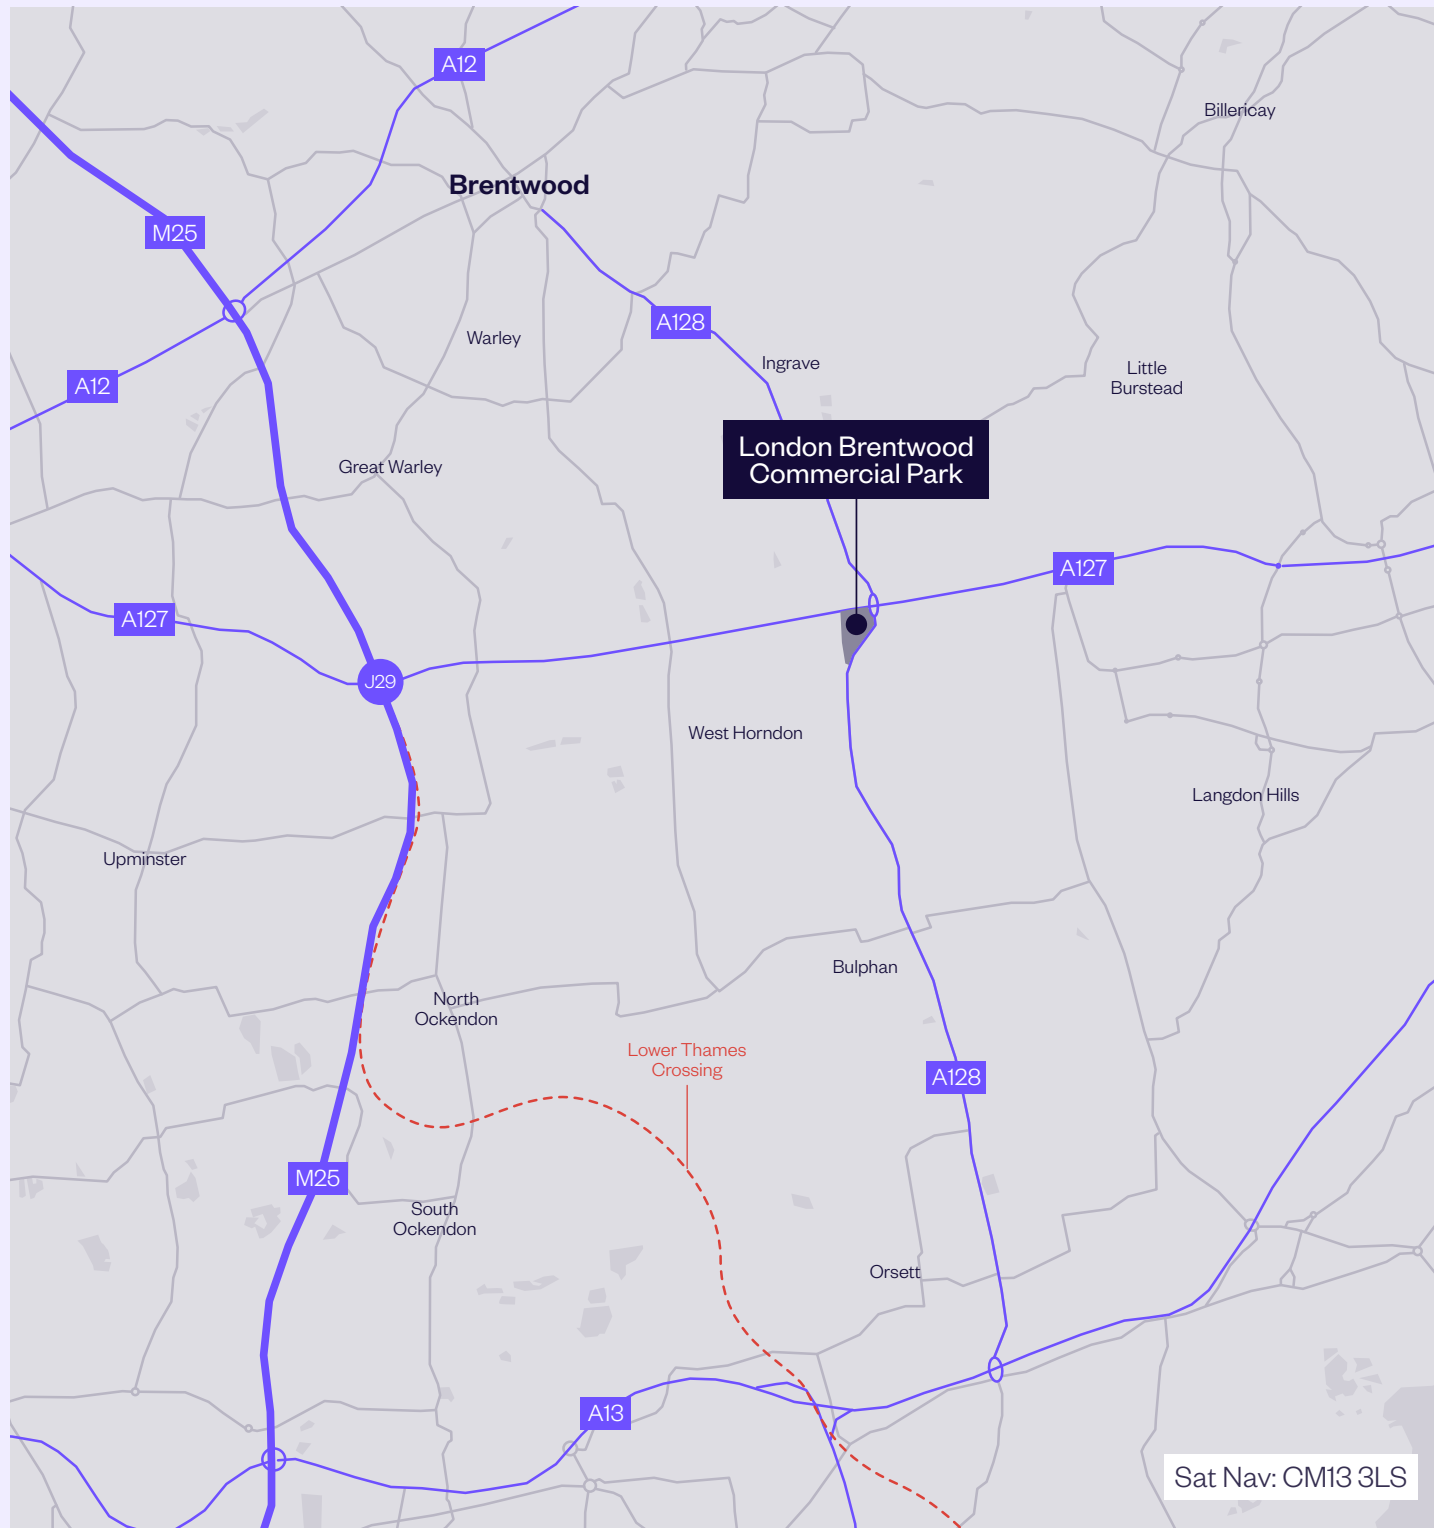 A12
Billericay
Brentwood
M25
A128
Warley
Ingrave
Little
Burstead
A12
London Brentwood
Commercial Park
Great Warley
A127
A127
J29
West Horndon
Langdon Hills
Upminster
Bulphan
North
Ockendon
Lower Thames
Crossing
A128
M25
South
Ockendon
Orsett
A13
Sat Nav: CM13 3LS